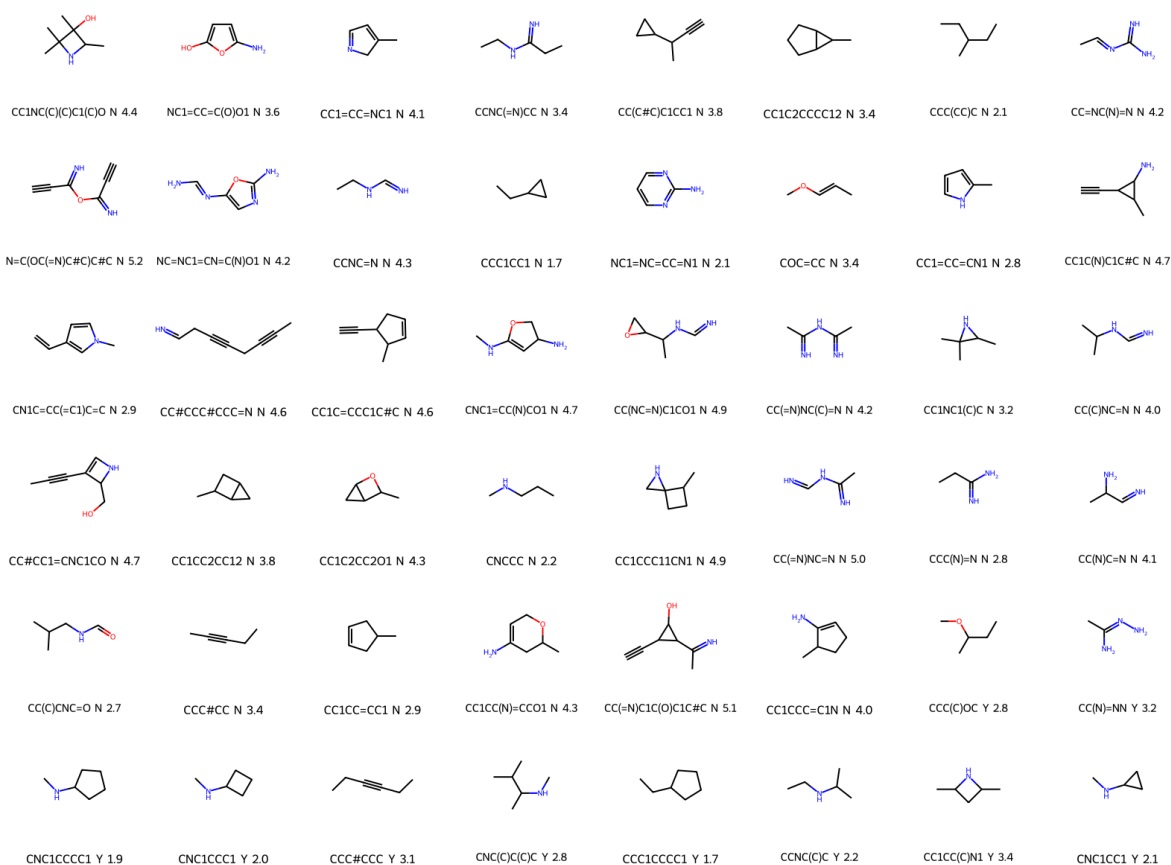 CC1NC(C)(C)C1(C)O N 4.4 NC1=CC=C(O)O1 N 3.6 CC1=CC=NC1 N 4.1 CCNC(=N)CC N 3.4 CC(C#C)C1CC1 N 3.8 CC1C2CCCC12 N 3.4 CCC(CC)C N 2.1 CC=NC(N)=N N 4.2
N=C(OC(=N)C#C)C#C N 5.2 NC=NC1=CN=C(N)O1 N 4.2 CCNC=N N 4.3 CCC1CC1 N 1.7 NC1=NC=CC=N1 N 2.1 COC=CC N 3.4 CC1=CC=CN1 N 2.8 CC1C(N)C1C#C N 4.7
CN1C=CC(=C1)C=C N 2.9 CC#CCC#CCC=N N 4.6 CC1C=CCC1C#C N 4.6 CNC1=CC(N)CO1 N 4.7 CC(NC=N)C1CO1 N 4.9 CC(=N)NC(C)=N N 4.2 CC1NC1(C)C N 3.2 CC(C)NC=N N 4.0
CC#CC1=CNC1CO N 4.7 CC1CC2CC12 N 3.8 CC1C2CC2O1 N 4.3 CNCCC N 2.2 CC1CCC11CN1 N 4.9 CC(=N)NC=N N 5.0 CCC(N)=N N 2.8 CC(N)C=N N 4.1
CC(C)CNC=O N 2.7 CCC#CC N 3.4 CC1CC=CC1 N 2.9 CC1CC(N)=CCO1 N 4.3 CC(=N)C1C(O)C1C#C N 5.1 CC1CCC=C1N N 4.0 CCC(C)OC Y 2.8 CC(N)=NN Y 3.2
CNC1CCCC1 Y 1.9 CNC1CCC1 Y 2.0 CCC#CCC Y 3.1 CNC(C)C(C)C Y 2.8 CCC1CCCC1 Y 1.7 CCNC(C)C Y 2.2 CC1CC(C)N1 Y 3.4 CNC1CC1 Y 2.1